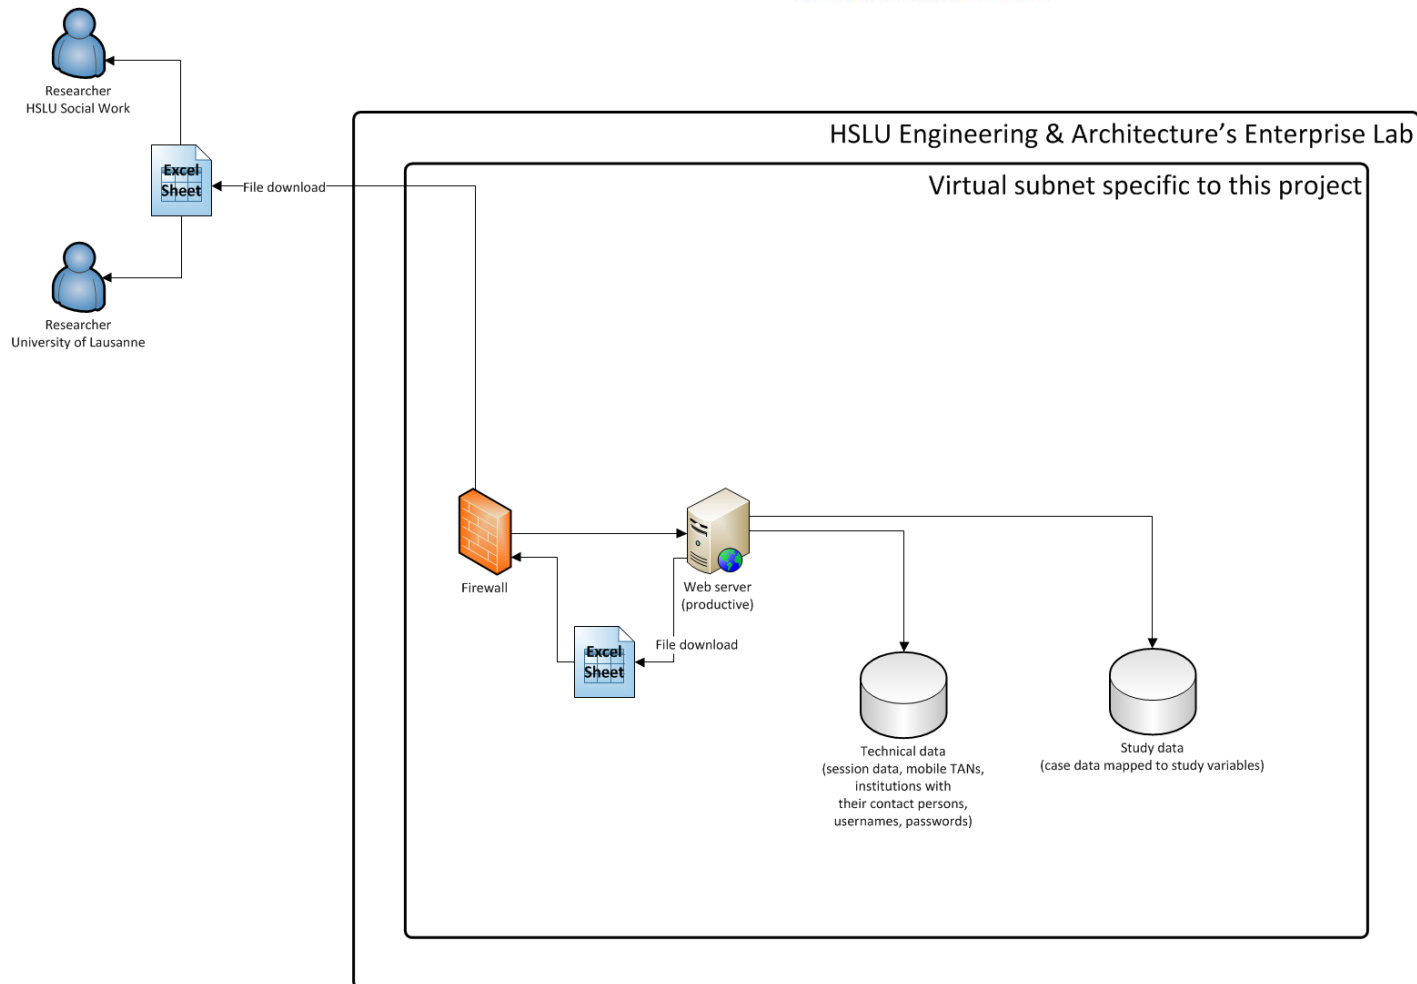 Researcher
HSLU Social Work
HSLU Engineering & Architecture's Enterprise Lab
Excel
Sheet
File download
Virtual subnet specific to this project
Researcher
University of Lausanne
Firewall
Web server
(productive)
File download
Excel
Sheet
Technical data
(session data, mobile TANs,
institutions with
their contact persons,
usernames, passwords)
Study data
(case data mapped to study variables)